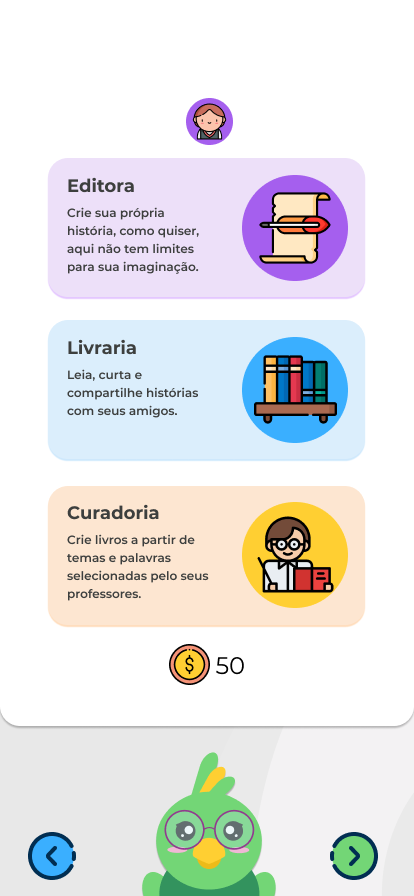 Editora
Crie sua própria
história, como quiser,
aqui não tem limites
para sua imaginação.
Livraria
Leia, curta e
compartilhe histórias
com seus amigos.
Curadoria
Crie livros a partir de
temas e palavras
selecionadas pelo seus
professores.
$ 50